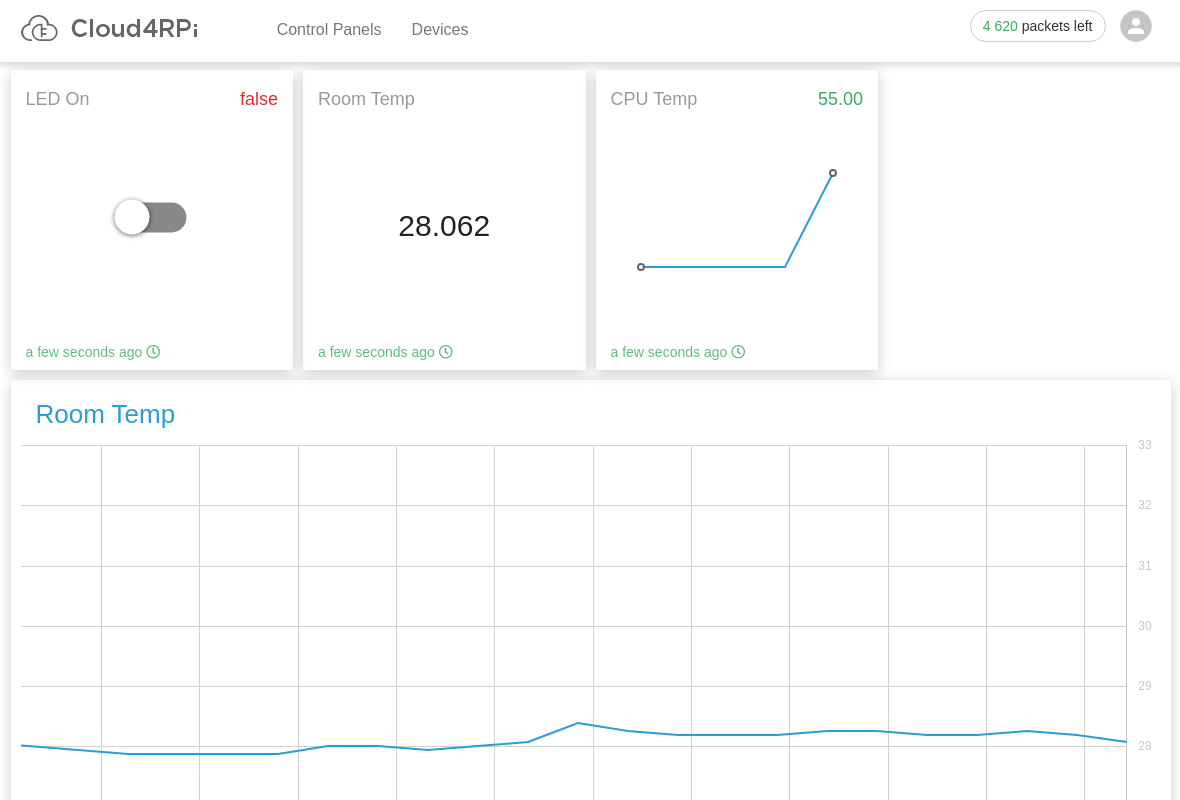 Cloud4RPi
Control Panels
Devices
4 620 packets left
LED On
false
a few seconds ago
Room Temp
28.062
a few seconds ago
CPU Temp
55.00
a few seconds ago
Room Temp
33
32
31
30
29
28